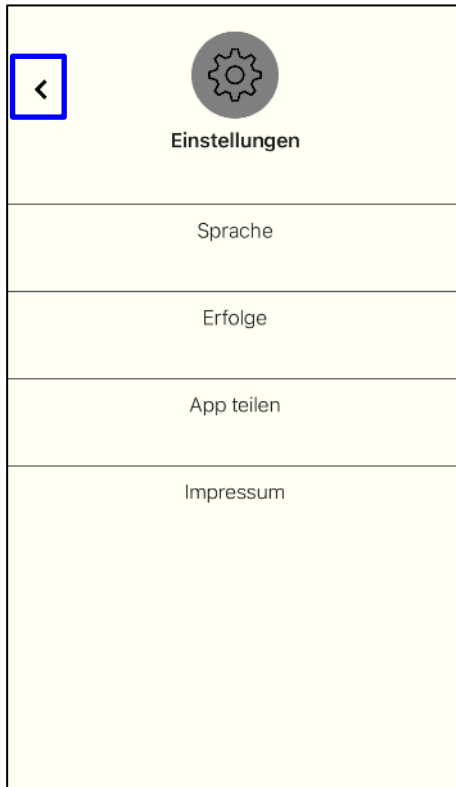 Einstellungen
Sprache
Erfolge
App teilen
Impressum